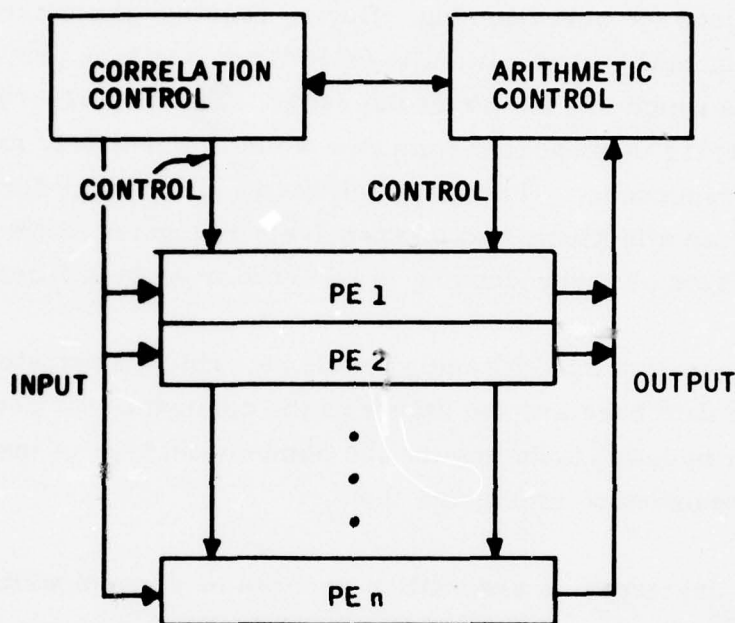 CORRELATION
CONTROL
ARITHMETIC
CONTROL
CONTROL
CONTROL
PE 1
PE 2
INPUT
OUTPUT
PE n